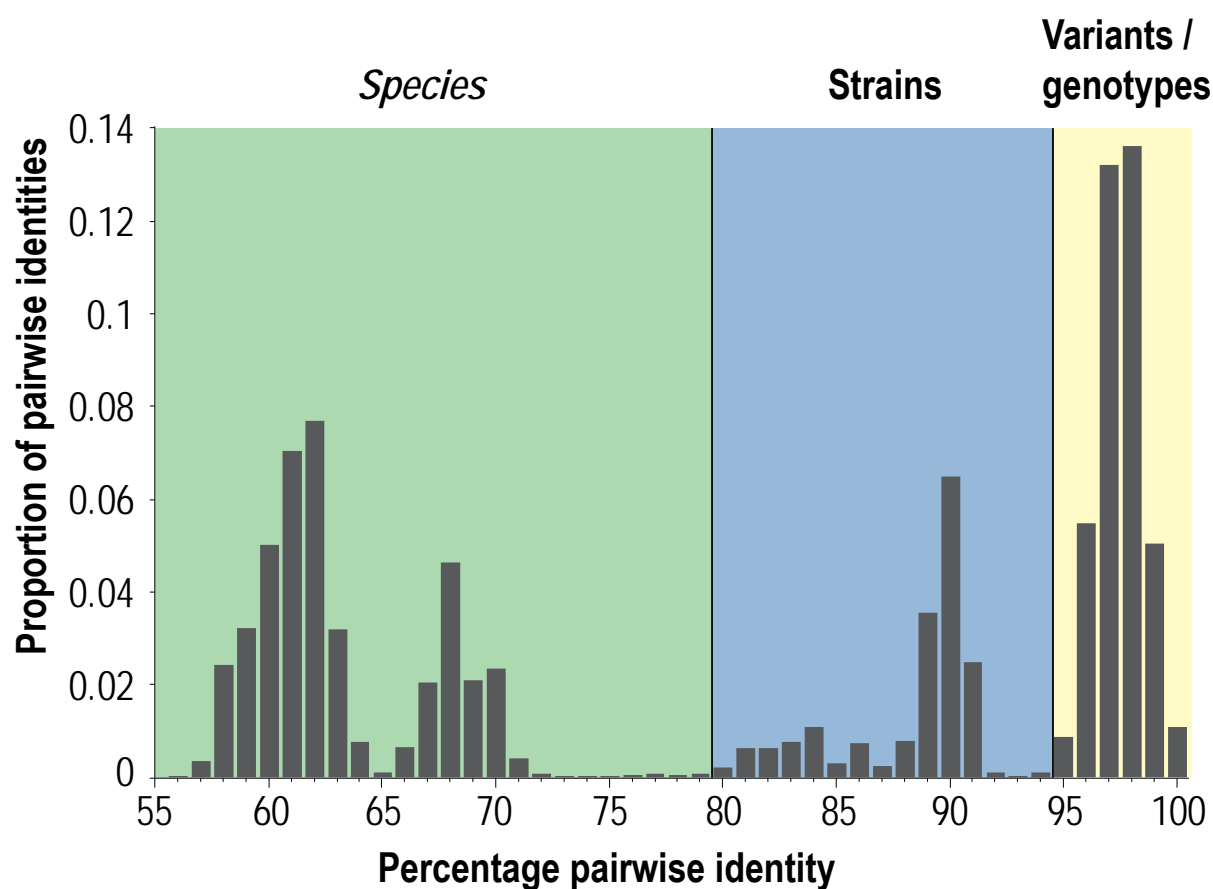 Species
Strains
Variants /
genotypes
Proportion of pairwise identities
0.14
0.12
0.1
0.08
0.06
0.04
0.02
0
55 60 65 70 75 80 85 90 95 100
Percentage pairwise identity